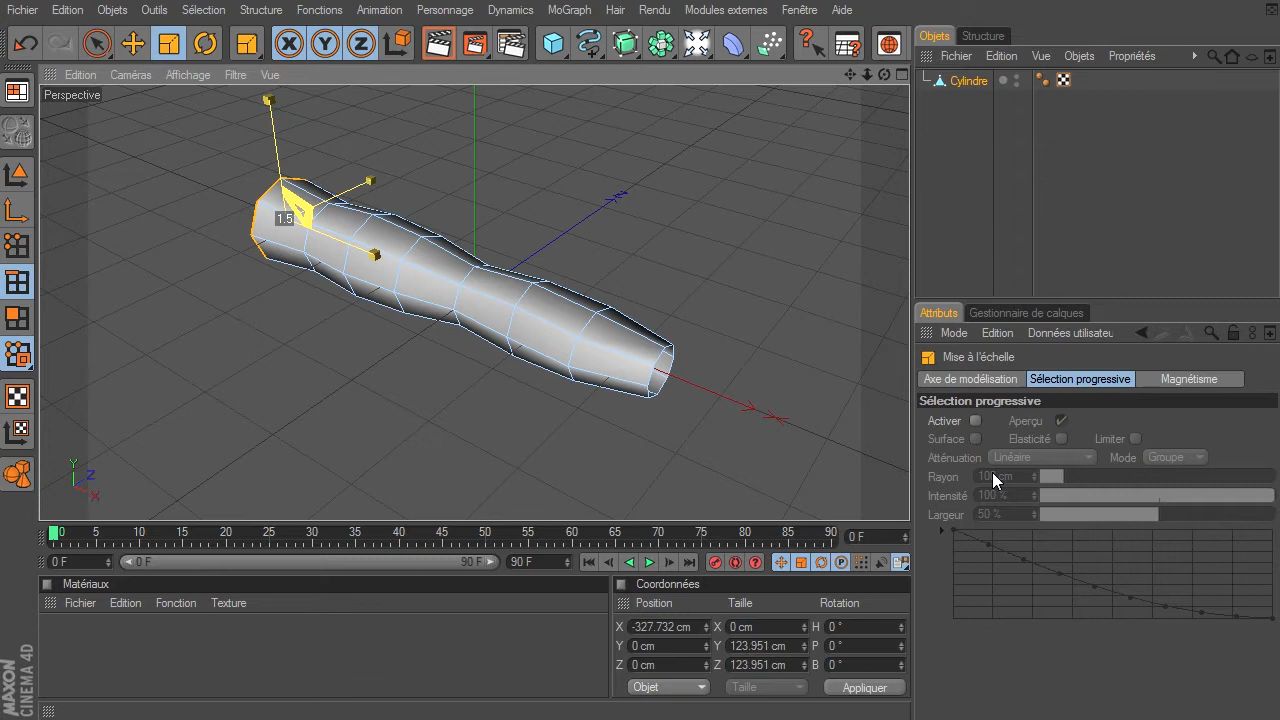 Fichier Edition Outils Sélection Structure Fonctions Animation Personnage Dynamics MoGraph Hair Rendu Modules externes Fenêtre Aide
X Y Z
Edition Caméras Affichage Filtre Vue
Perspective
1.5
Y
Z
X
0 5 10 15 20 25 30 35 40 45 50 55 60 65 70 75 80 85 90
0 F
0 F
0 F
90 F
90 F
Matériaux
Fichier Edition Fonction Texture
Coordonnées
Position Taille Rotation
X -327.732 cm X 0 cm H 0 °
Y 0 cm Y 123.951 cm P 0 °
Z 0 cm Z 123.951 cm B 0 °
Objet Taille Appliquer
MAXON
CINEMA 4D
Objets Structure
Fichier Edition Vue Objets Propriétés
Cylindre
Attributs Gestionnaire de calques
Mode Edition Données utilisateu
Mise à l'échelle
Axe de modélisation Sélection progressive Magnétisme
Sélection progressive
Activer Aperçu
Surface Elasticité Limiter
Atténuation Linéaire Mode Groupe
Rayon 100 cm
Intensité 100 %
Largeur 50 %